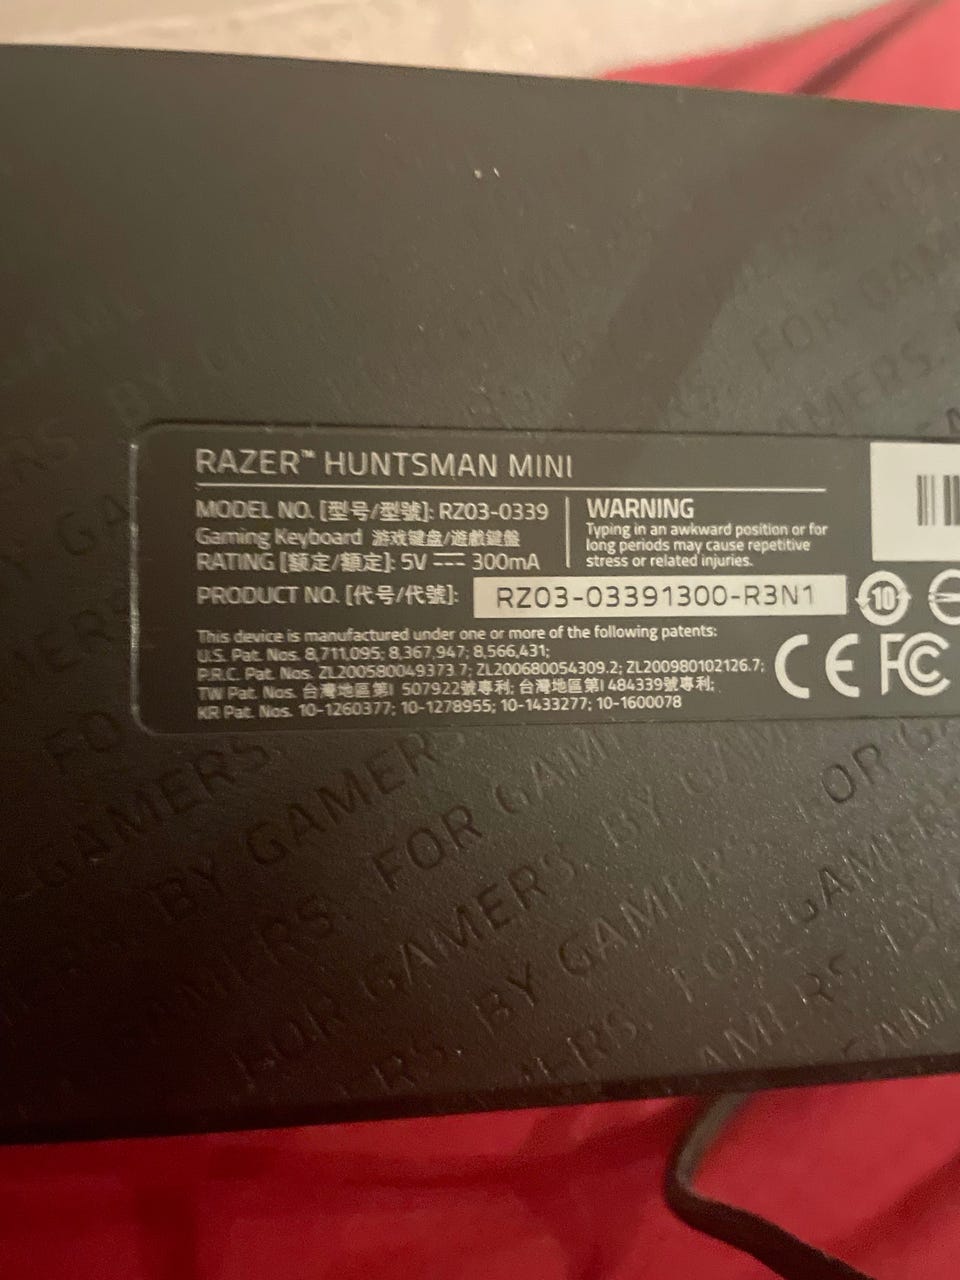 RAZER™ HUNTSMAN MINI
MODEL NO. [型号/型號]: RZ03-0339
Gaming Keyboard 游戏键盘/遊戲鍵盤
RATING [额定/額定]: 5V ⎓ 300mA
WARNING
Typing in an awkward position or for
long periods may cause repetitive
stress or related injuries.
PRODUCT NO. [代号/代號]: RZ03-03391300-R3N1
10
This device is manufactured under one or more of the following patents:
U.S. Pat. Nos. 8,711,095; 8,367,947; 8,566,431;
P.R.C. Pat. Nos. ZL200580049373.7; ZL200680054309.2; ZL200980102126.7;
TW Pat. Nos. 台灣地區第I 507922號專利; 台灣地區第I 484339號專利;
KR Pat. Nos. 10-1260377; 10-1278955; 10-1433277; 10-1600078
CE FC
FOR GAMERS. BY GAMERS.